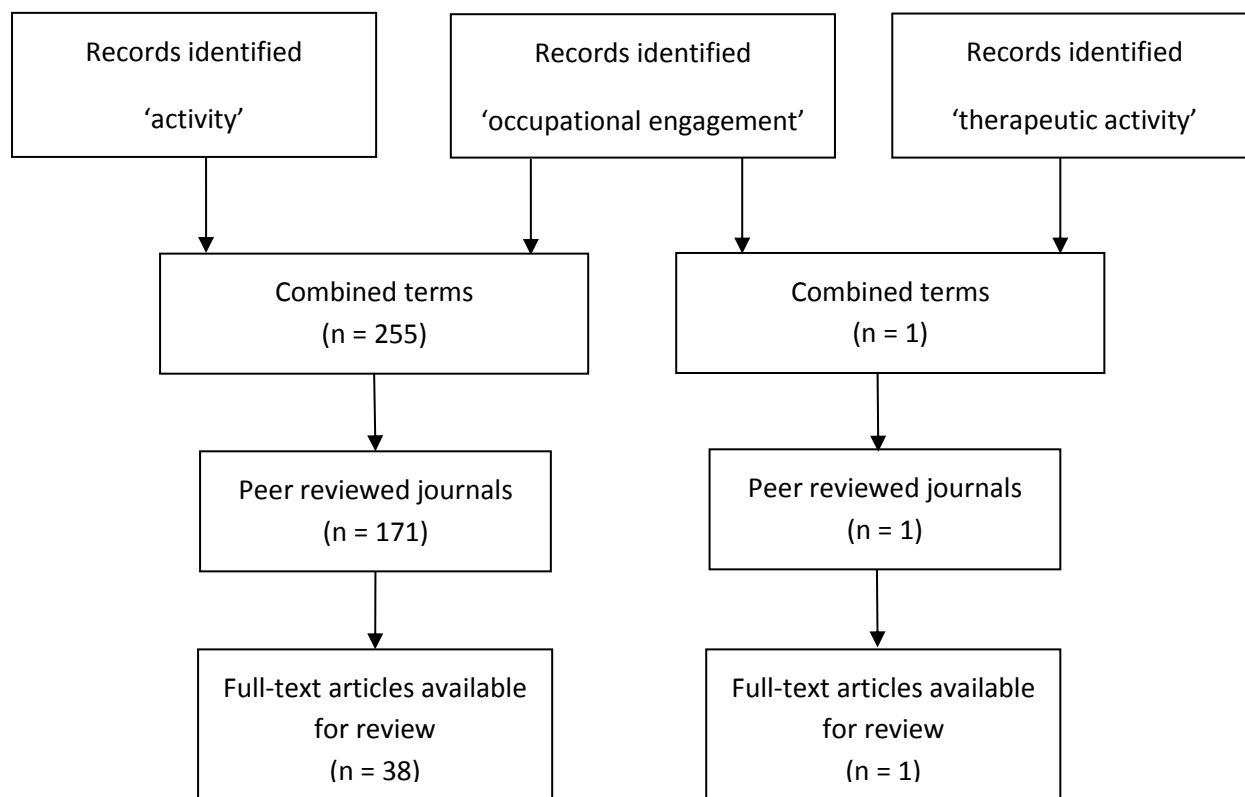 Records identified
‘activity’
Records identified
‘occupational engagement’
Records identified
‘therapeutic activity’
Combined terms
(n = 255)
Combined terms
(n = 1)
Peer reviewed journals
(n = 171)
Peer reviewed journals
(n = 1)
Full-text articles available
for review
(n = 38)
Full-text articles available
for review
(n = 1)